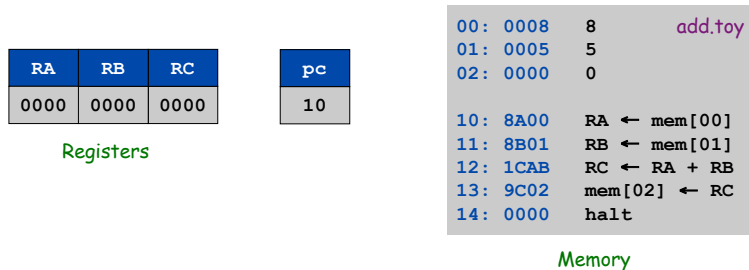 RA RB RC
0000 0000 0000
Registers
pc
10
add.toy
00: 0008 8
01: 0005 5
02: 0000 0
10: 8A00 RA ← mem[00]
11: 8B01 RB ← mem[01]
12: 1CAB RC ← RA + RB
13: 9C02 mem[02] ← RC
14: 0000 halt
Memory